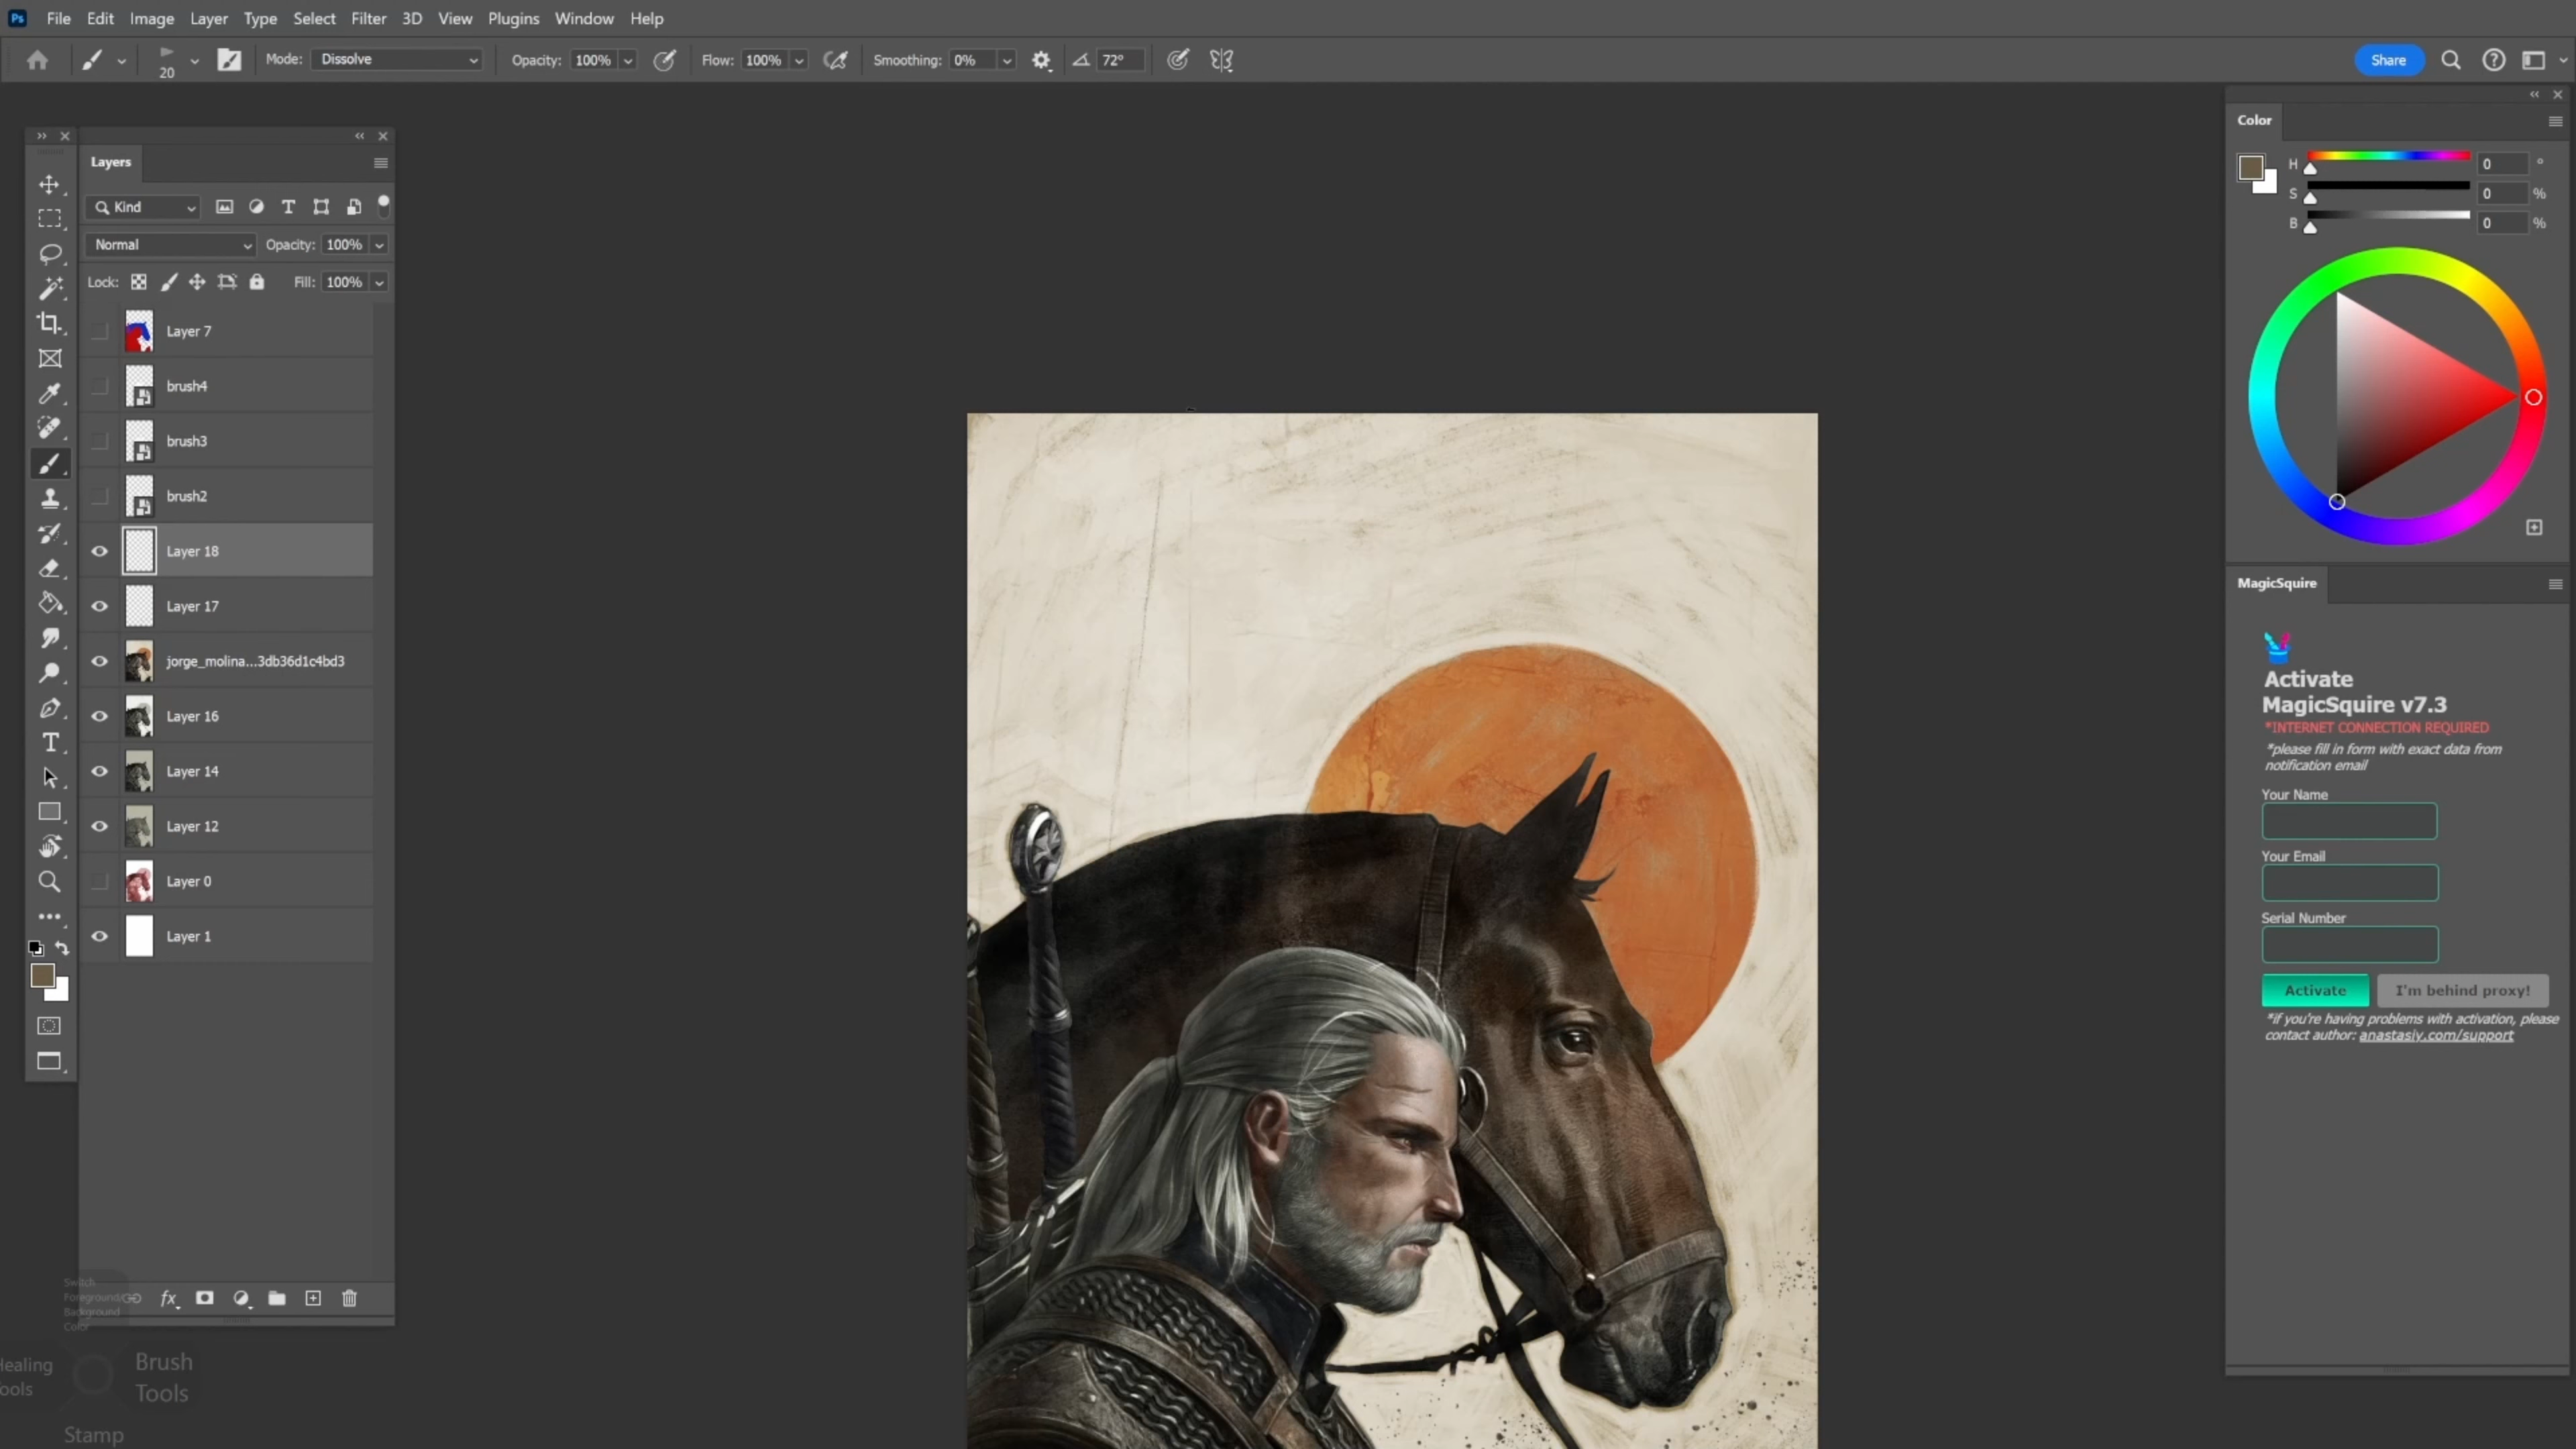 Ps File Edit Image Layer Type Select Filter 3D View Plugins Window Help
20 Mode: Dissolve Opacity: 100% Flow: 100% Smoothing: 0% 72° Share
Layers
Kind
Normal Opacity: 100%
Lock: Fill: 100%
Layer 7
brush4
brush3
brush2
Layer 18
Layer 17
jorge_molina...3db36d1c4bd3
Layer 16
Layer 14
Layer 12
Layer 0
Layer 1
fx
Switch
Foreground/
Background
Color
Healing
Tools
Brush
Tools
Stamp
Color
H 0 °
S 0 %
B 0 %
MagicSquire
Activate
MagicSquire v7.3
*INTERNET CONNECTION REQUIRED
*please fill in form with exact data from
notification email
Your Name
Your Email
Serial Number
Activate I'm behind proxy!
*if you're having problems with activation, please
contact author: anastasiy.com/support